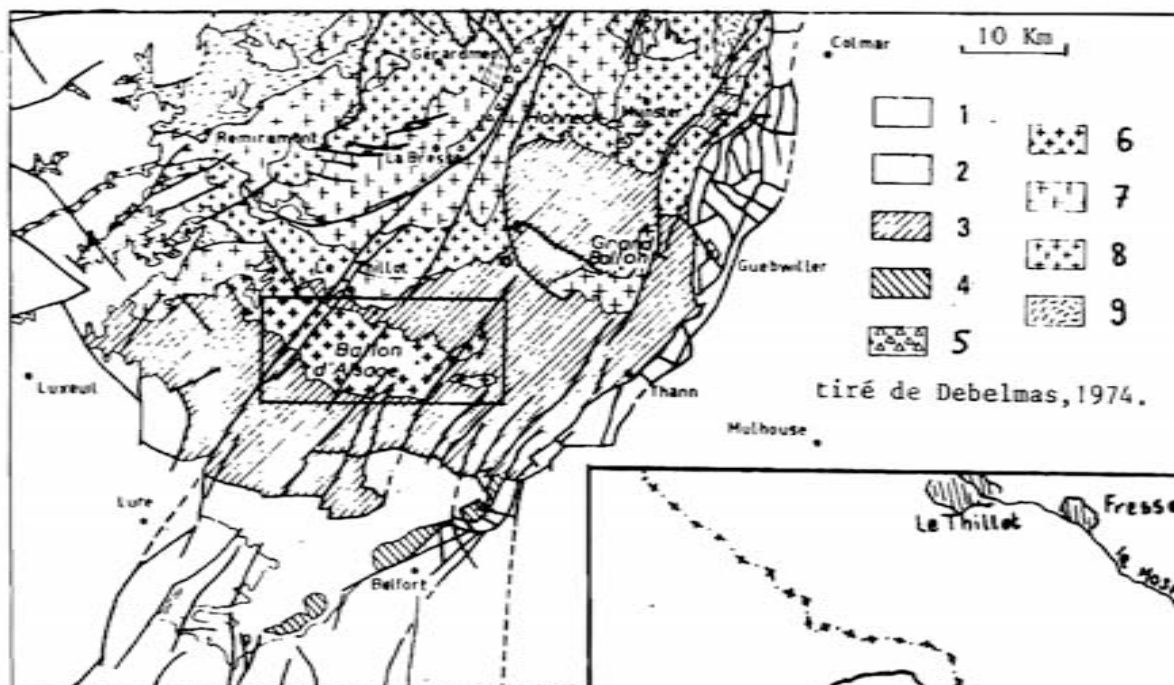 Colmar
10 Km
Gérardmer
Munster
Hohneck
Remiremont
La Bresse
1
2
3
4
5
6
7
8
9
Grand
Ballon
Guebwiller
Le Thillot
Ballon
d'Alsace
Luxeuil
Thann
tiré de Debelmas, 1974.
Mulhouse
Lure
Belfort
Le Thillot
Fresse